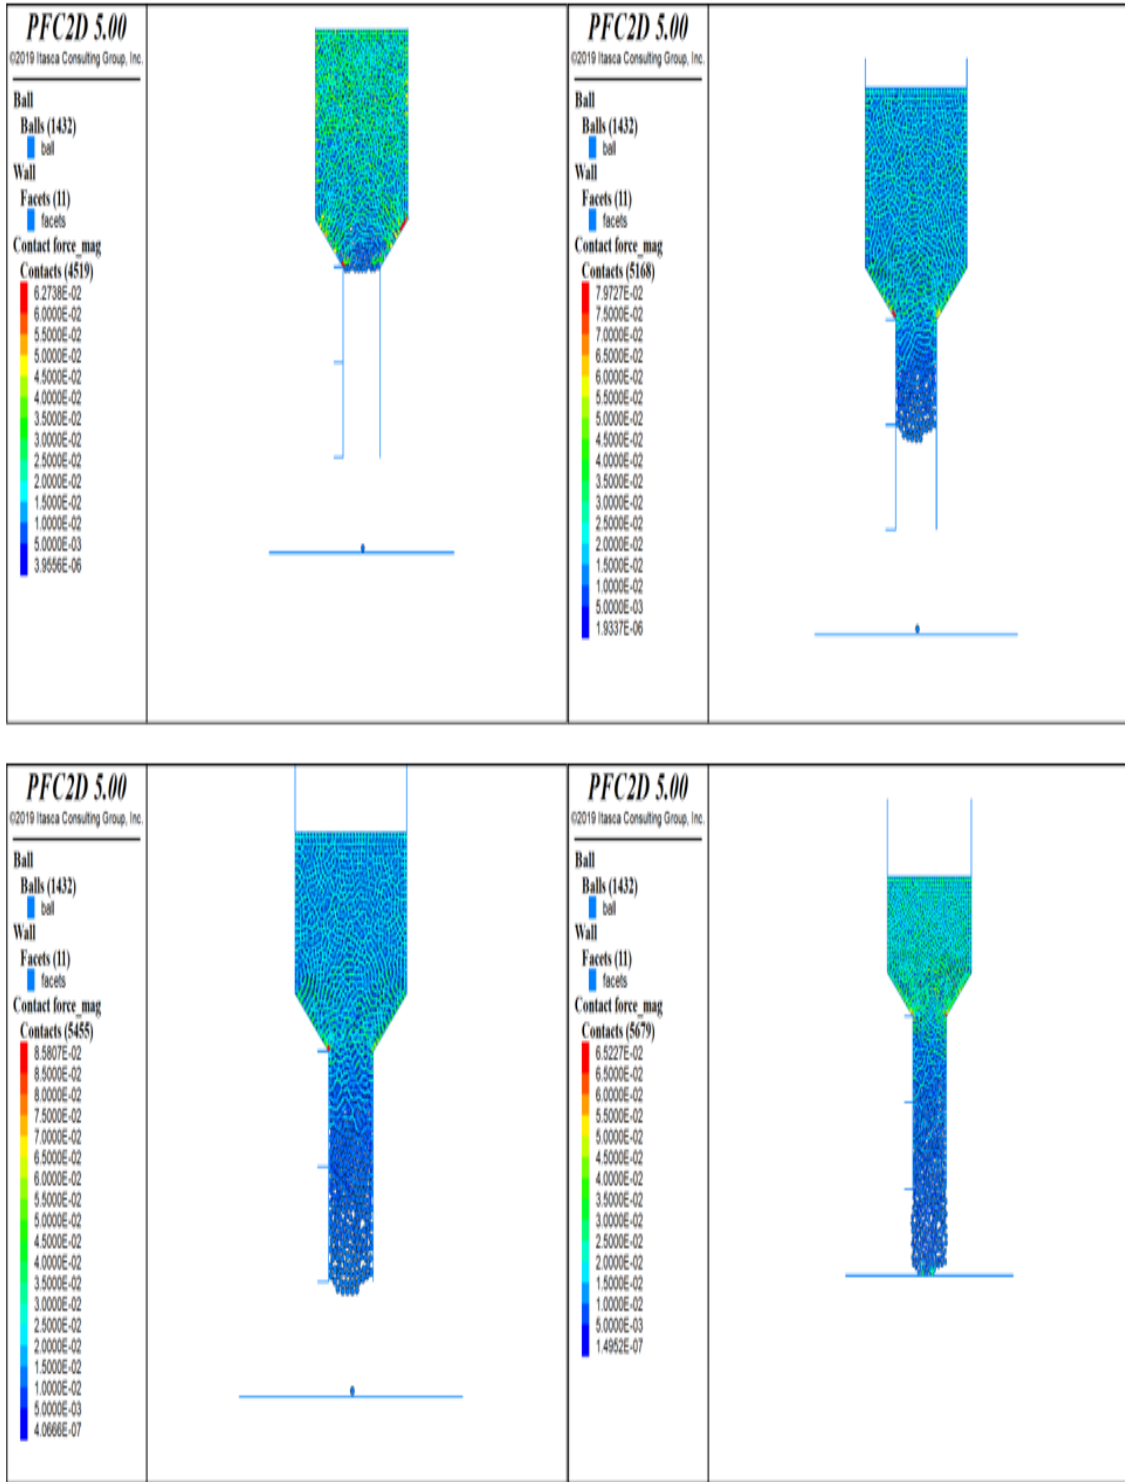 PFC2D 5.00
©2019 Itasca Consulting Group, Inc.
Ball
Balls (1432)
ball
Wall
Facets (11)
facets
Contact force_mag
Contacts (4519)
6.2738E-02
6.0000E-02
5.5000E-02
5.0000E-02
4.5000E-02
4.0000E-02
3.5000E-02
3.0000E-02
2.5000E-02
2.0000E-02
1.5000E-02
1.0000E-02
5.0000E-03
3.9556E-06
PFC2D 5.00
©2019 Itasca Consulting Group, Inc.
Ball
Balls (1432)
ball
Wall
Facets (11)
facets
Contact force_mag
Contacts (5168)
7.9727E-02
7.5000E-02
7.0000E-02
6.5000E-02
6.0000E-02
5.5000E-02
5.0000E-02
4.5000E-02
4.0000E-02
3.5000E-02
3.0000E-02
2.5000E-02
2.0000E-02
1.5000E-02
1.0000E-02
5.0000E-03
1.9337E-06
PFC2D 5.00
©2019 Itasca Consulting Group, Inc.
Ball
Balls (1432)
ball
Wall
Facets (11)
facets
Contact force_mag
Contacts (5455)
8.5807E-02
8.5000E-02
8.0000E-02
7.5000E-02
7.0000E-02
6.5000E-02
6.0000E-02
5.5000E-02
5.0000E-02
4.5000E-02
4.0000E-02
3.5000E-02
3.0000E-02
2.5000E-02
2.0000E-02
1.5000E-02
1.0000E-02
5.0000E-03
4.0666E-07
PFC2D 5.00
©2019 Itasca Consulting Group, Inc.
Ball
Balls (1432)
ball
Wall
Facets (11)
facets
Contact force_mag
Contacts (5679)
6.5227E-02
6.5000E-02
6.0000E-02
5.5000E-02
5.0000E-02
4.5000E-02
4.0000E-02
3.5000E-02
3.0000E-02
2.5000E-02
2.0000E-02
1.5000E-02
1.0000E-02
5.0000E-03
1.4952E-07